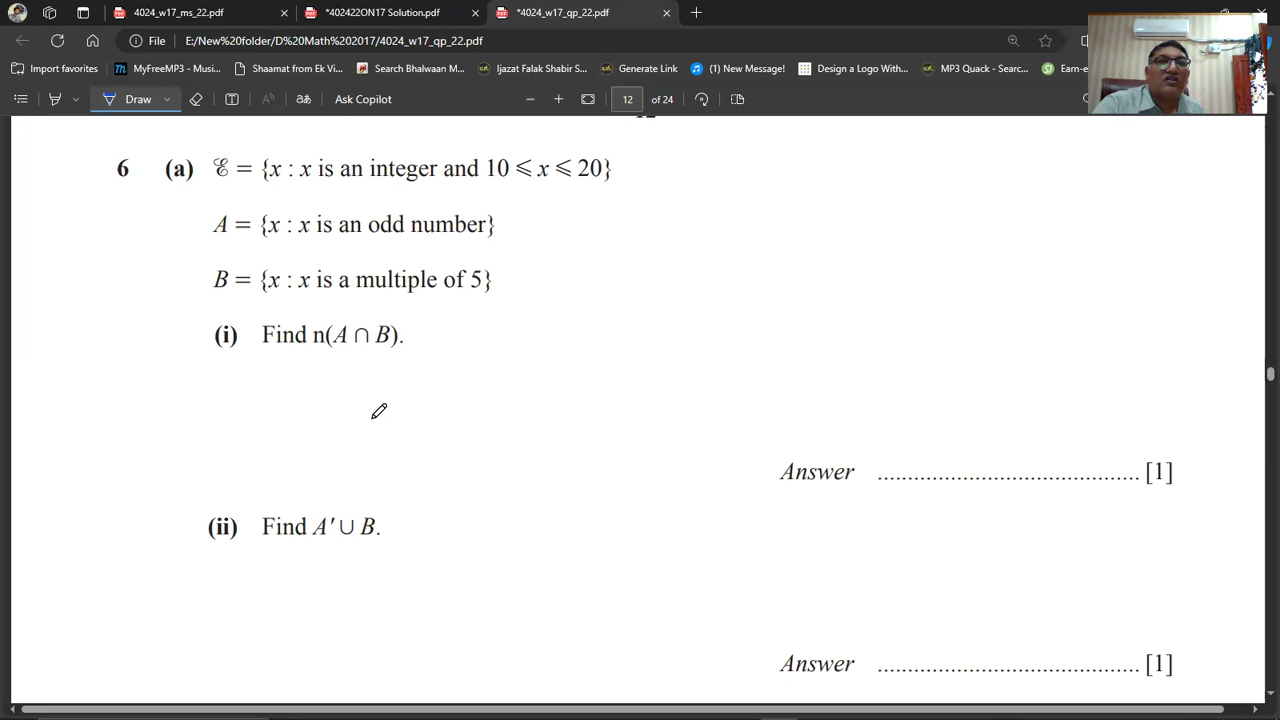 4024_w17_ms_22.pdf
*402422ON17 Solution.pdf
*4024_w17_qp_22.pdf
File
E:/New%20folder/D%20Math%202017/4024_w17_qp_22.pdf
Import favorites
MyFreeMP3 - Musi...
Shaamat from Ek Vi...
Search Bhalwaan M...
Ijazat Falak Shabir S...
Generate Link
(1) New Message!
Design a Logo With...
MP3 Quack - Searc...
Earn-e
Draw
Ask Copilot
12 of 24
6 (a) ℰ = {x : x is an integer and 10 ⩽ x ⩽ 20}
A = {x : x is an odd number}
B = {x : x is a multiple of 5}
(i) Find n(A ∩ B).
Answer .......................................... [1]
(ii) Find A′ ∪ B.
Answer .......................................... [1]